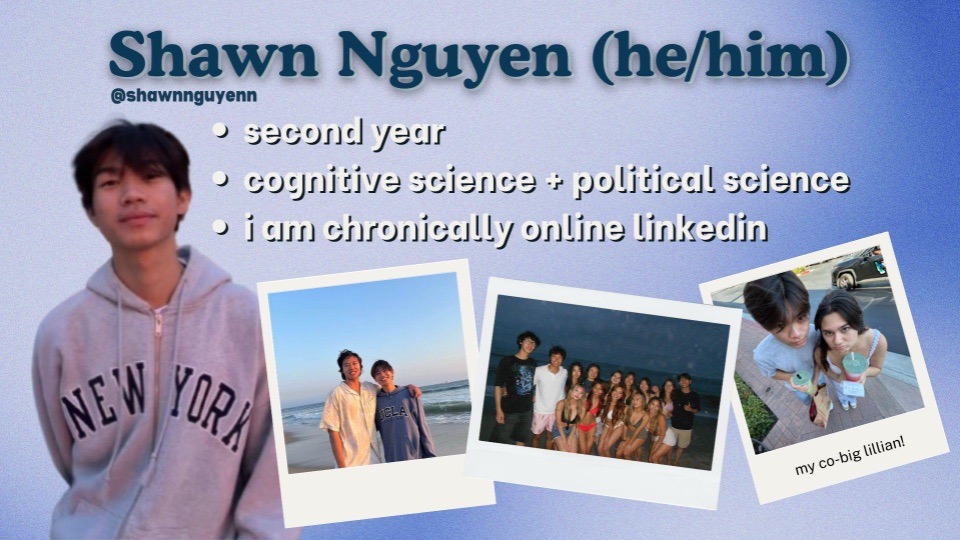 Shawn Nguyen (he/him)
@shawnnguyenn
• second year
• cognitive science + political science
• i am chronically online linkedin
NEW YORK
UCLA
my co-big lillian!